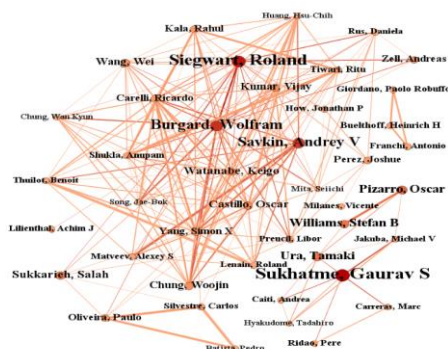 Huang, Hsu-Chih
Kala, Rahul
Rus, Daniela
Wang, Wei
Siegwart, Roland
Tiwari, Ritu
Zell, Andreas
Kumar, Vijay
Carelli, Ricardo
Giordano, Paolo Robuffo
Chung, Wan Kyun
How, Jonathan P
Buelthoff, Heinrich H
Burgard, Wolfram
Savkin, Andrey V
Franchi, Antonio
Shukla, Anupam
Perez, Joshue
Thuilot, Benoit
Watanabe, Keigo
Mita, Seiichi
Pizarro, Oscar
Song, Jae-Bok
Castillo, Oscar
Milanes, Vicente
Williams, Stefan B
Yang, Simon X
Lilienthal, Achim J
Preucil, Libor
Jakuba, Michael V
Matveev, Alexey S
Ura, Tamaki
Lenain, Roland
Sukkarieh, Salah
Sukhatme, Gaurav S
Chung, Woojin
Caiti, Andrea
Silvestre, Carlos
Carreras, Marc
Hyakudome, Tadahiro
Oliveira, Paulo
Ridao, Pere
Batista, Pedro